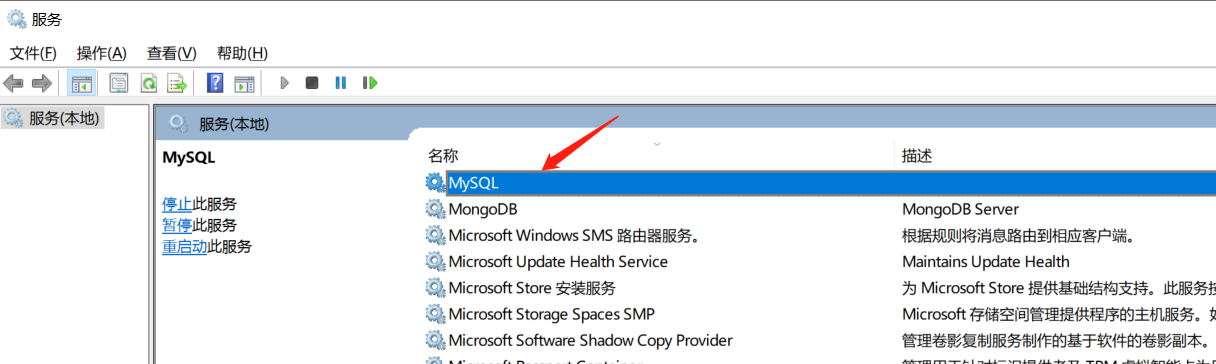 服务
文件(F) 操作(A) 查看(V) 帮助(H)
服务(本地)
服务(本地)
MySQL
停止此服务
暂停此服务
重启动此服务
名称 描述
MySQL
MongoDB MongoDB Server
Microsoft Windows SMS 路由器服务。 根据规则将消息路由到相应客户端。
Microsoft Update Health Service Maintains Update Health
Microsoft Store 安装服务 为 Microsoft Store 提供基础结构支持。此服务按
Microsoft Storage Spaces SMP Microsoft 存储空间管理提供程序的主机服务。如
Microsoft Software Shadow Copy Provider 管理卷影复制服务制作的基于软件的卷影副本。